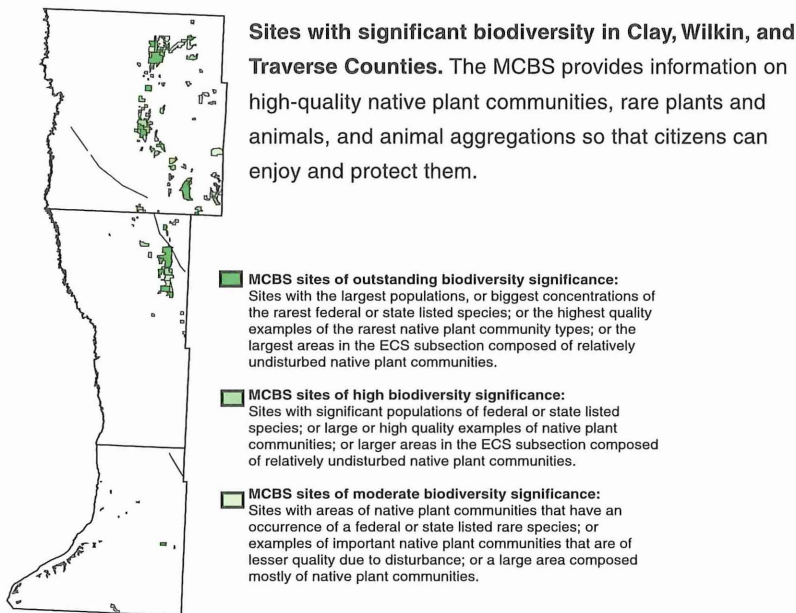 Sites with significant biodiversity in Clay, Wilkin, and
Traverse Counties. The MCBS provides information on
high-quality native plant communities, rare plants and
animals, and animal aggregations so that citizens can
enjoy and protect them.
MCBS sites of outstanding biodiversity significance:
Sites with the largest populations, or biggest concentrations of
the rarest federal or state listed species; or the highest quality
examples of the rarest native plant community types; or the
largest areas in the ECS subsection composed of relatively
undisturbed native plant communities.
MCBS sites of high biodiversity significance:
Sites with significant populations of federal or state listed
species; or large or high quality examples of native plant
communities; or larger areas in the ECS subsection composed
of relatively undisturbed native plant communities.
MCBS sites of moderate biodiversity significance:
Sites with areas of native plant communities that have an
occurrence of a federal or state listed rare species; or
examples of important native plant communities that are of
lesser quality due to disturbance; or a large area composed
mostly of native plant communities.